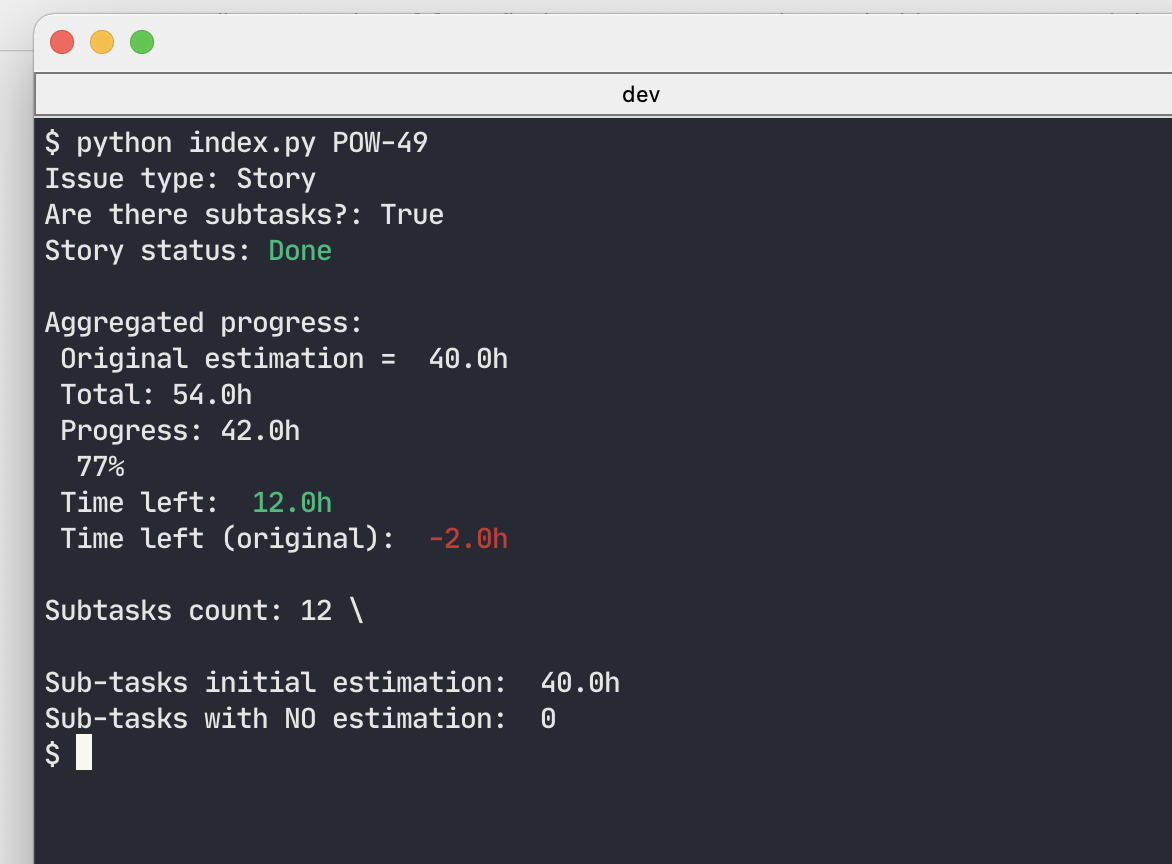 dev
$ python index.py POW-49
Issue type: Story
Are there subtasks?: True
Story status: Done
Aggregated progress:
Original estimation =  40.0h
Total: 54.0h
Progress: 42.0h
77%
Time left:  12.0h
Time left (original):  -2.0h
Subtasks count: 12 \
Sub-tasks initial estimation:  40.0h
Sub-tasks with NO estimation:  0
$